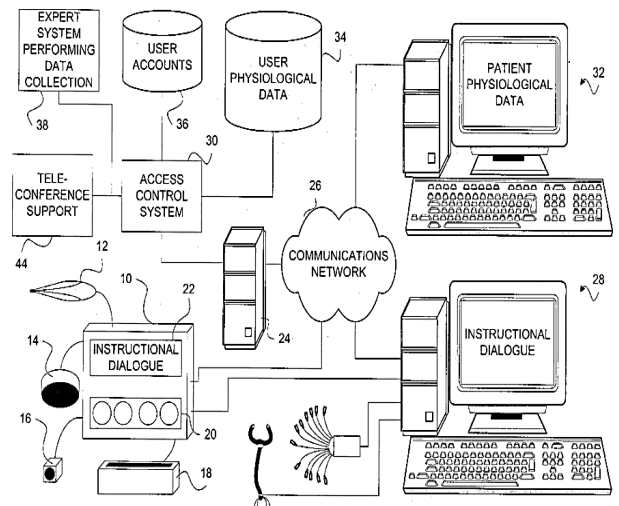 EXPERT
SYSTEM
PERFORMING
DATA
COLLECTION
38
USER
ACCOUNTS
36
USER
PHYSIOLOGICAL
DATA
34
PATIENT
PHYSIOLOGICAL
DATA
32
TELE-
CONFERENCE
SUPPORT
44
ACCESS
CONTROL
SYSTEM
30
26
COMMUNICATIONS
NETWORK
24
12
10
22
INSTRUCTIONAL
DIALOGUE
14
20
16
18
28
INSTRUCTIONAL
DIALOGUE